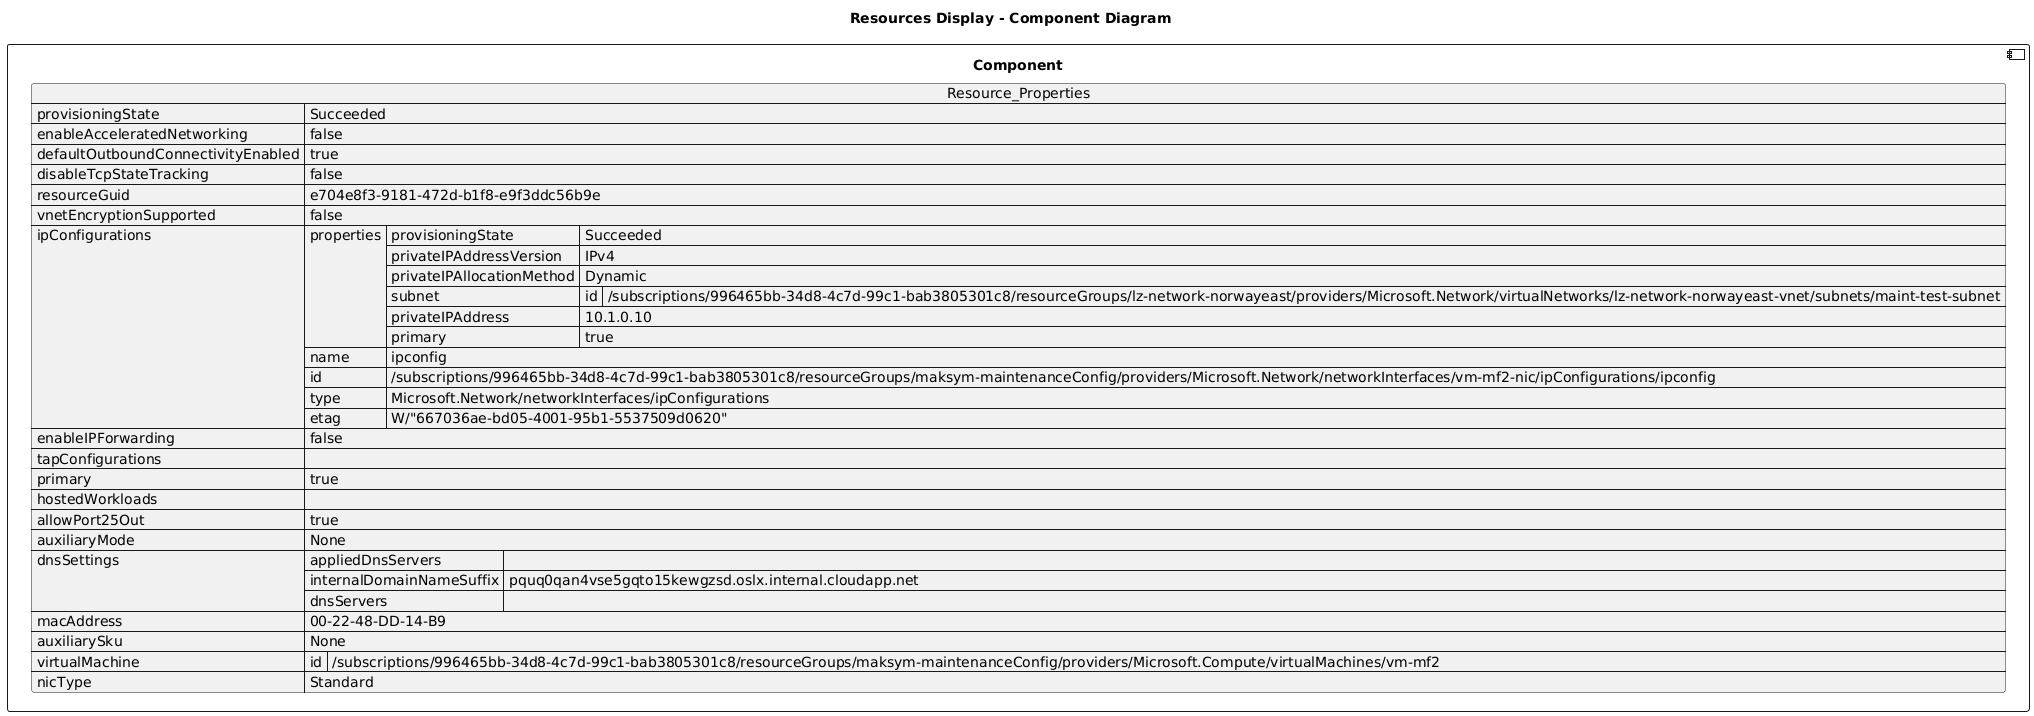 Resources Display - Component Diagram
Component
Resource_Properties
provisioningState Succeeded
enableAcceleratedNetworking false
defaultOutboundConnectivityEnabled true
disableTcpStateTracking false
resourceGuid e704e8f3-9181-472d-b1f8-e9f3ddc56b9e
vnetEncryptionSupported false
ipConfigurations properties provisioningState Succeeded
privateIPAddressVersion IPv4
privateIPAllocationMethod Dynamic
subnet id /subscriptions/996465bb-34d8-4c7d-99c1-bab3805301c8/resourceGroups/lz-network-norwayeast/providers/Microsoft.Network/virtualNetworks/lz-network-norwayeast-vnet/subnets/maint-test-subnet
privateIPAddress 10.1.0.10
primary true
name ipconfig
id /subscriptions/996465bb-34d8-4c7d-99c1-bab3805301c8/resourceGroups/maksym-maintenanceConfig/providers/Microsoft.Network/networkInterfaces/vm-mf2-nic/ipConfigurations/ipconfig
type Microsoft.Network/networkInterfaces/ipConfigurations
etag W/"667036ae-bd05-4001-95b1-5537509d0620"
enableIPForwarding false
tapConfigurations
primary true
hostedWorkloads
allowPort25Out true
auxiliaryMode None
dnsSettings appliedDnsServers
internalDomainNameSuffix pquq0qan4vse5gqto15kewgzsd.oslx.internal.cloudapp.net
dnsServers
macAddress 00-22-48-DD-14-B9
auxiliarySku None
virtualMachine id /subscriptions/996465bb-34d8-4c7d-99c1-bab3805301c8/resourceGroups/maksym-maintenanceConfig/providers/Microsoft.Compute/virtualMachines/vm-mf2
nicType Standard